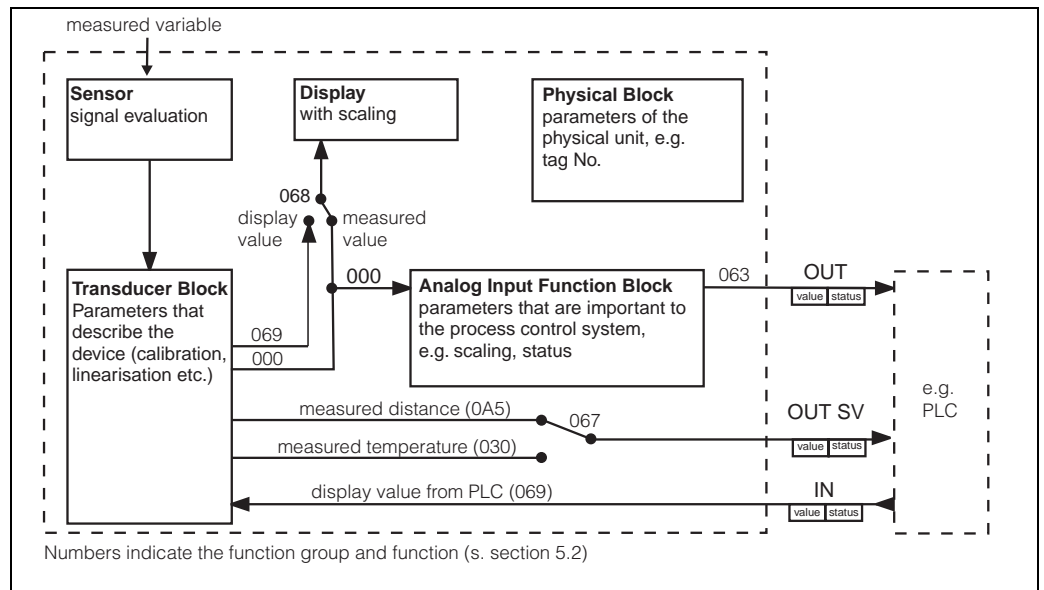 measured variable
Sensor
signal evaluation
Display
with scaling
Physical Block
parameters of the
physical unit, e.g.
tag No.
068
display
value
measured
value
000
Transducer Block
Parameters that
describe the
device (calibration,
linearisation etc.)
069
000
Analog Input Function Block
parameters that are important to
the process control system,
e.g. scaling, status
063
OUT
value status
e.g.
PLC
measured distance (0A5)
067
OUT SV
value status
measured temperature (030)
display value from PLC (069)
IN
value status
Numbers indicate the function group and function (s. section 5.2)